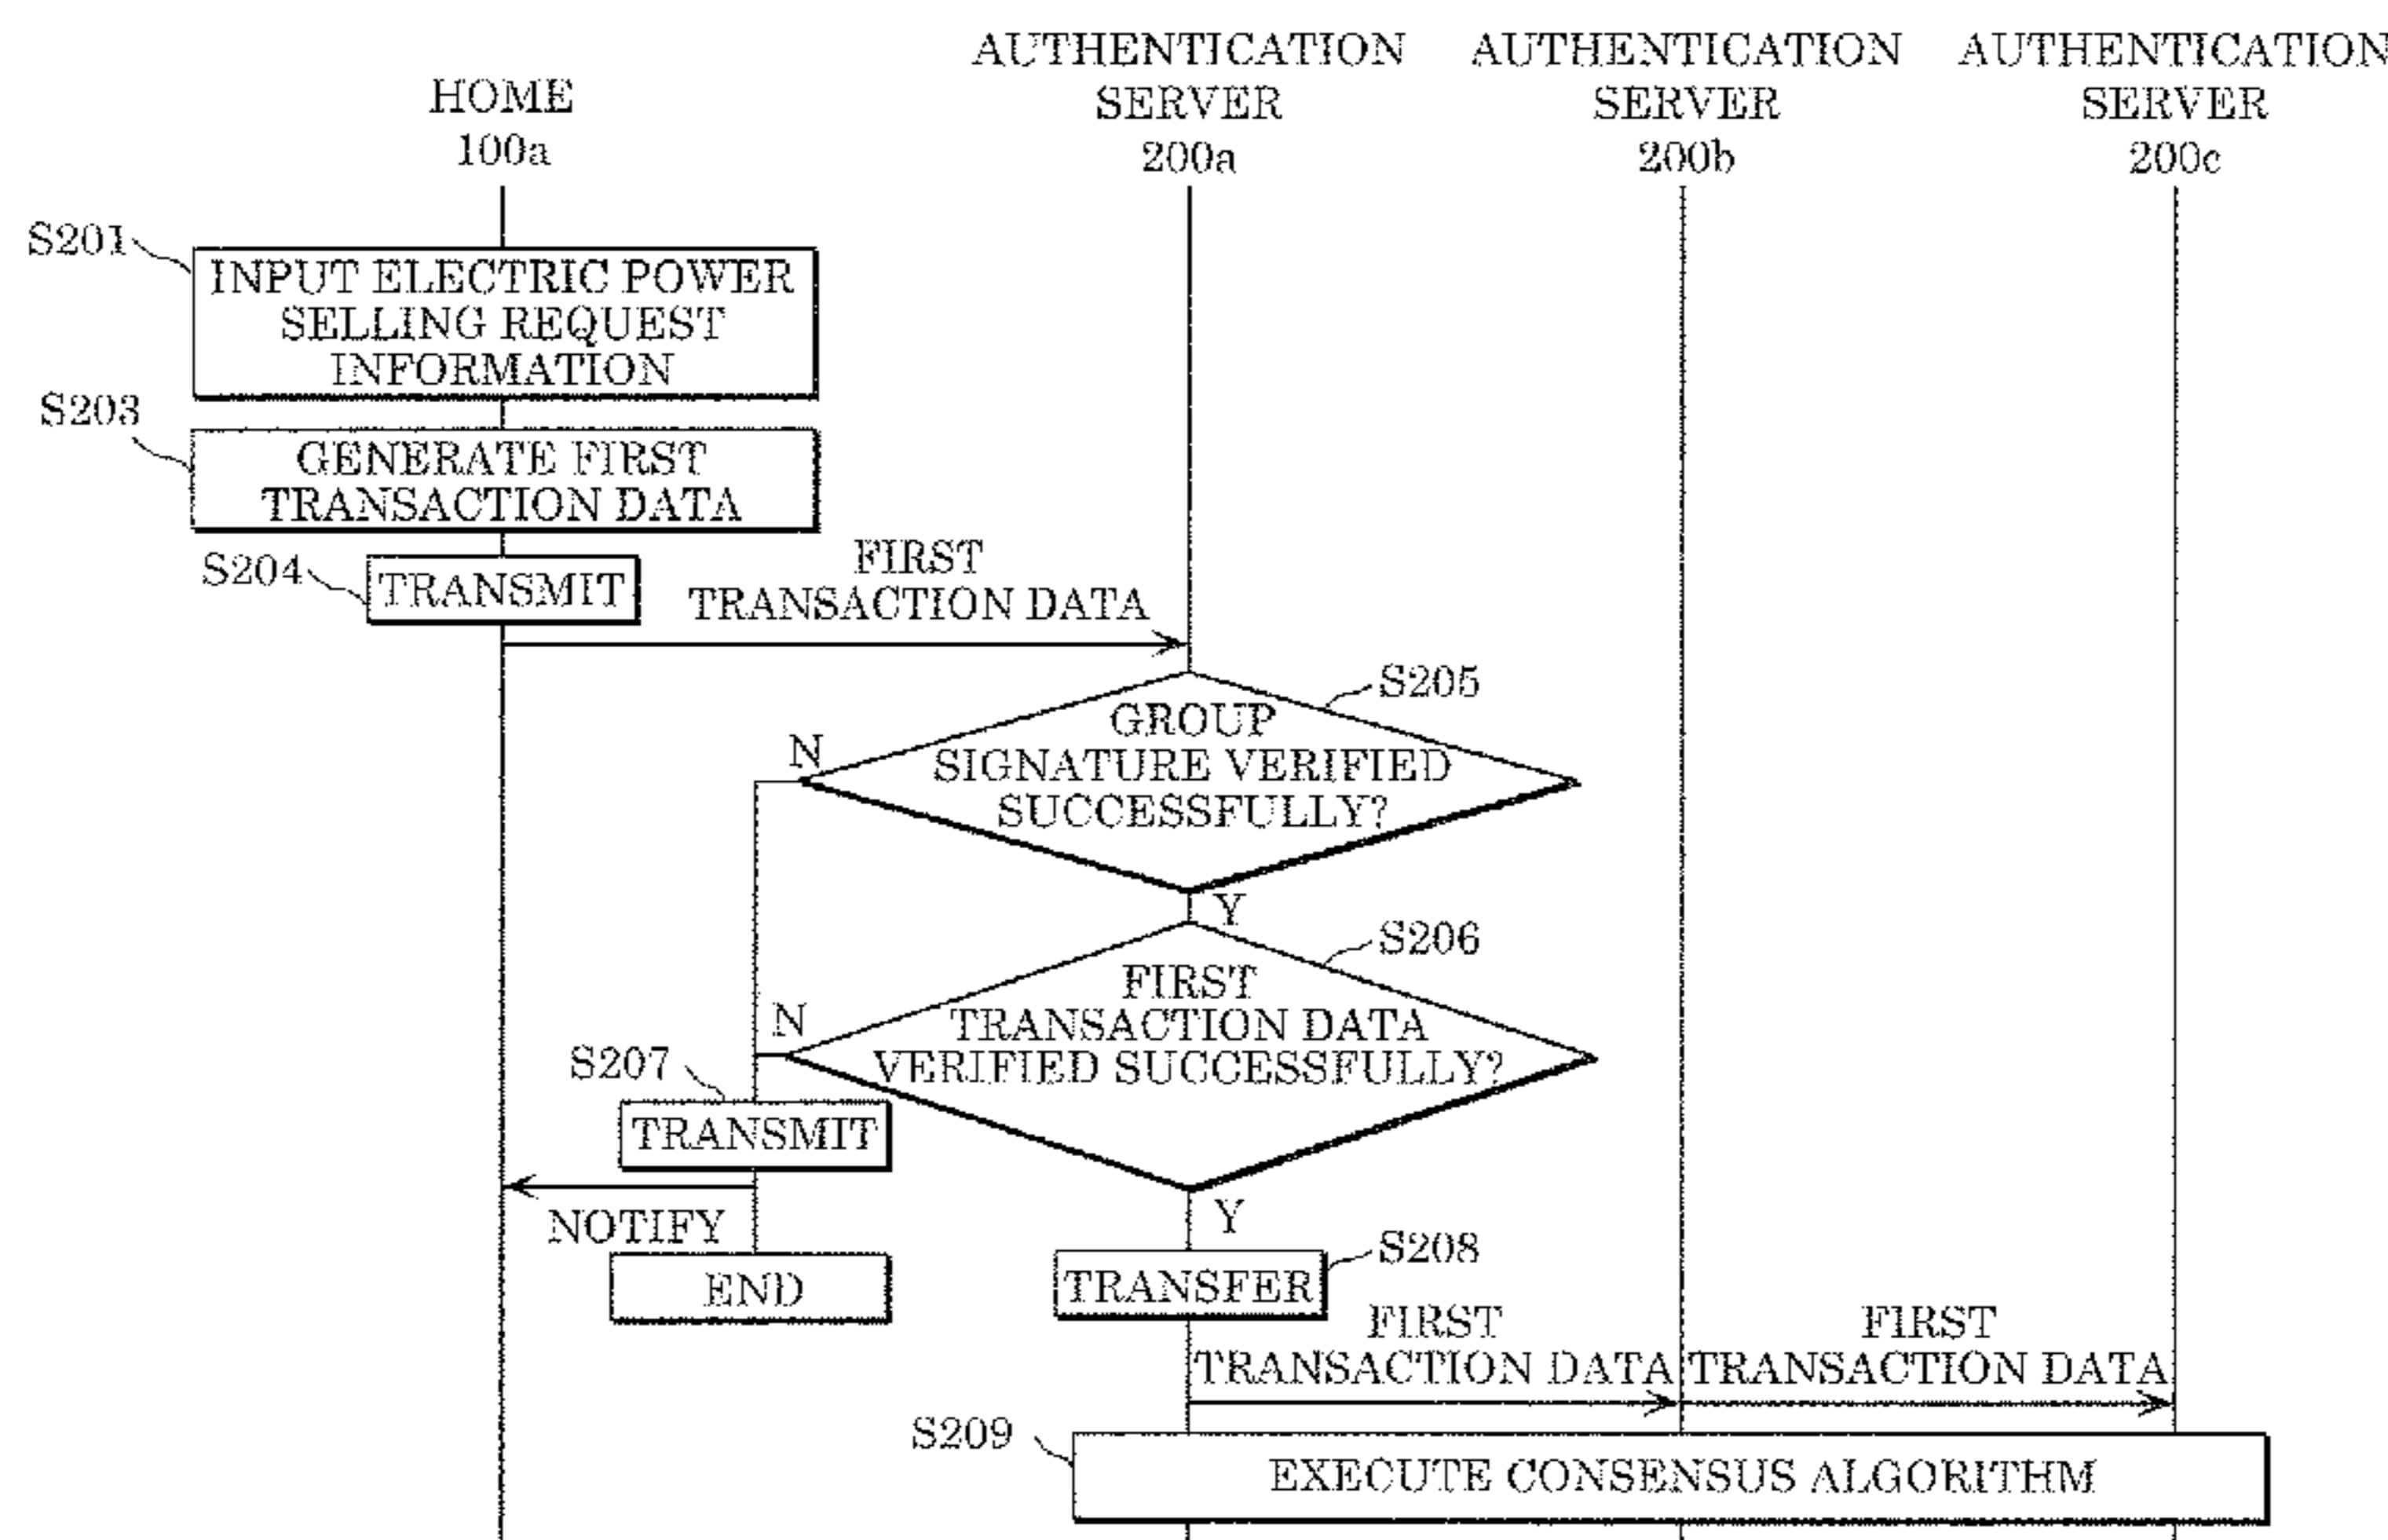 HOME
100a
AUTHENTICATION
SERVER
200a
AUTHENTICATION
SERVER
200b
AUTHENTICATION
SERVER
200c
S201
INPUT ELECTRIC POWER
SELLING REQUEST
INFORMATION
S203
GENERATE FIRST
TRANSACTION DATA
S204
TRANSMIT
FIRST
TRANSACTION DATA
S205
GROUP
SIGNATURE VERIFIED
SUCCESSFULLY?
N
Y
S206
FIRST
TRANSACTION DATA
VERIFIED SUCCESSFULLY?
N
S207
TRANSMIT
NOTIFY
END
Y
S208
TRANSFER
FIRST
TRANSACTION DATA
FIRST
TRANSACTION DATA
S209
EXECUTE CONSENSUS ALGORITHM